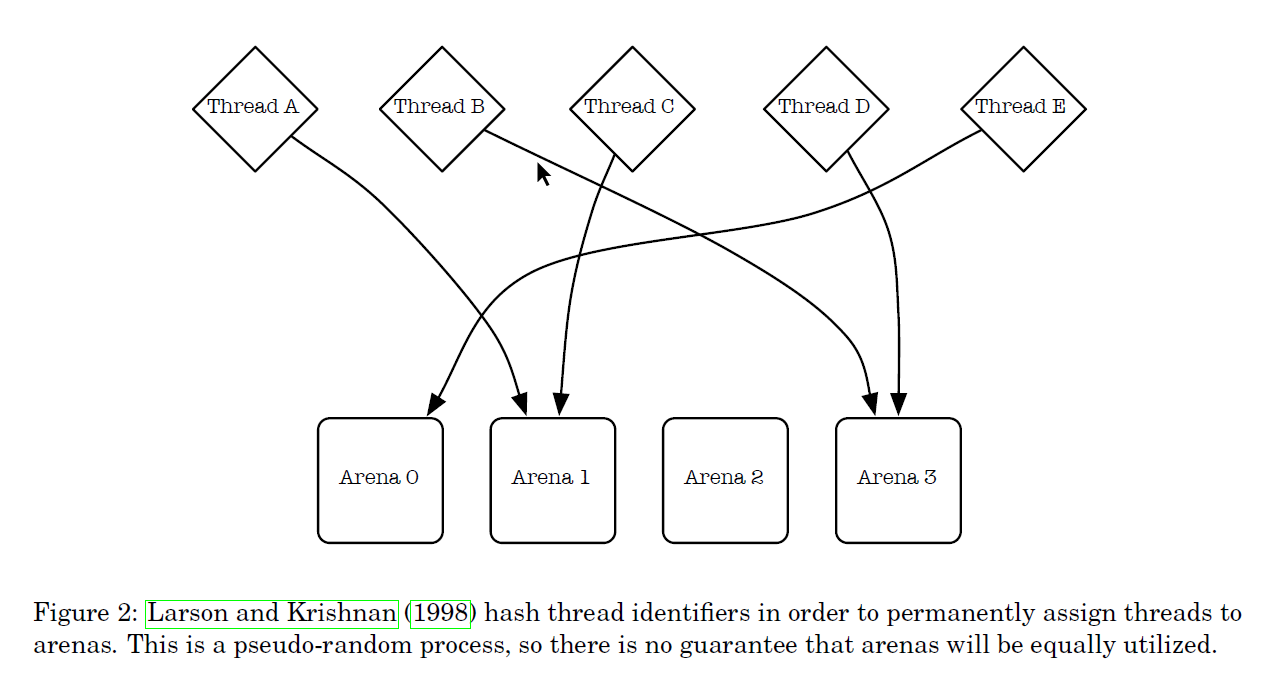 Thread A
Thread B
Thread C
Thread D
Thread E
Arena 0
Arena 1
Arena 2
Arena 3
Figure 2: Larson and Krishnan (1998) hash thread identifiers in order to permanently assign threads to
arenas. This is a pseudo-random process, so there is no guarantee that arenas will be equally utilized.